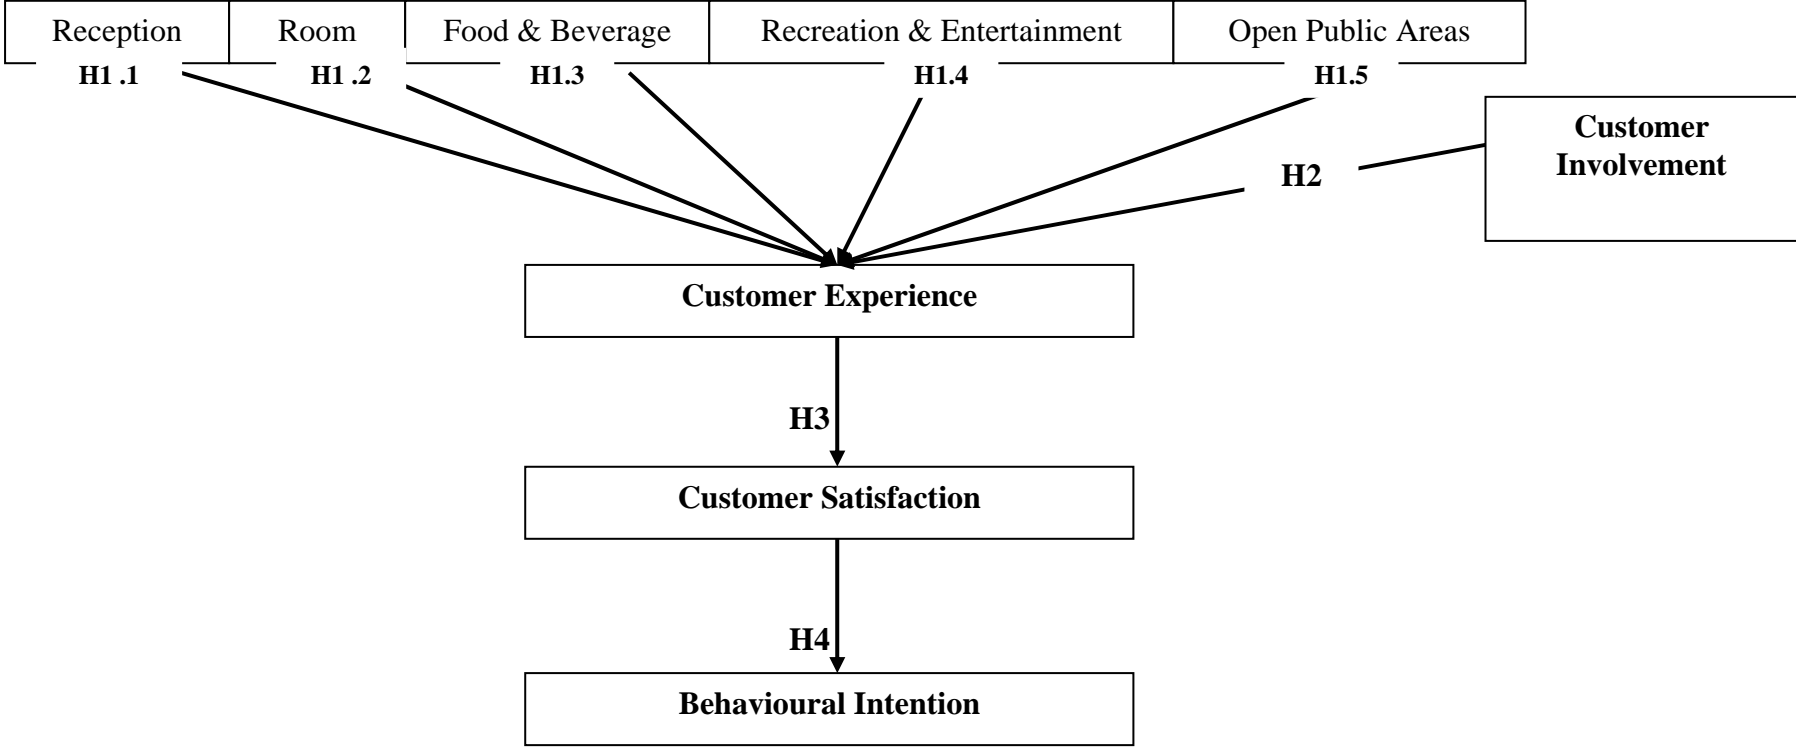 Reception
Room
Food & Beverage
Recreation & Entertainment
Open Public Areas
H1 .1
H1 .2
H1.3
H1.4
H1.5
Customer
Involvement
H2
Customer Experience
H3
Customer Satisfaction
H4
Behavioural Intention